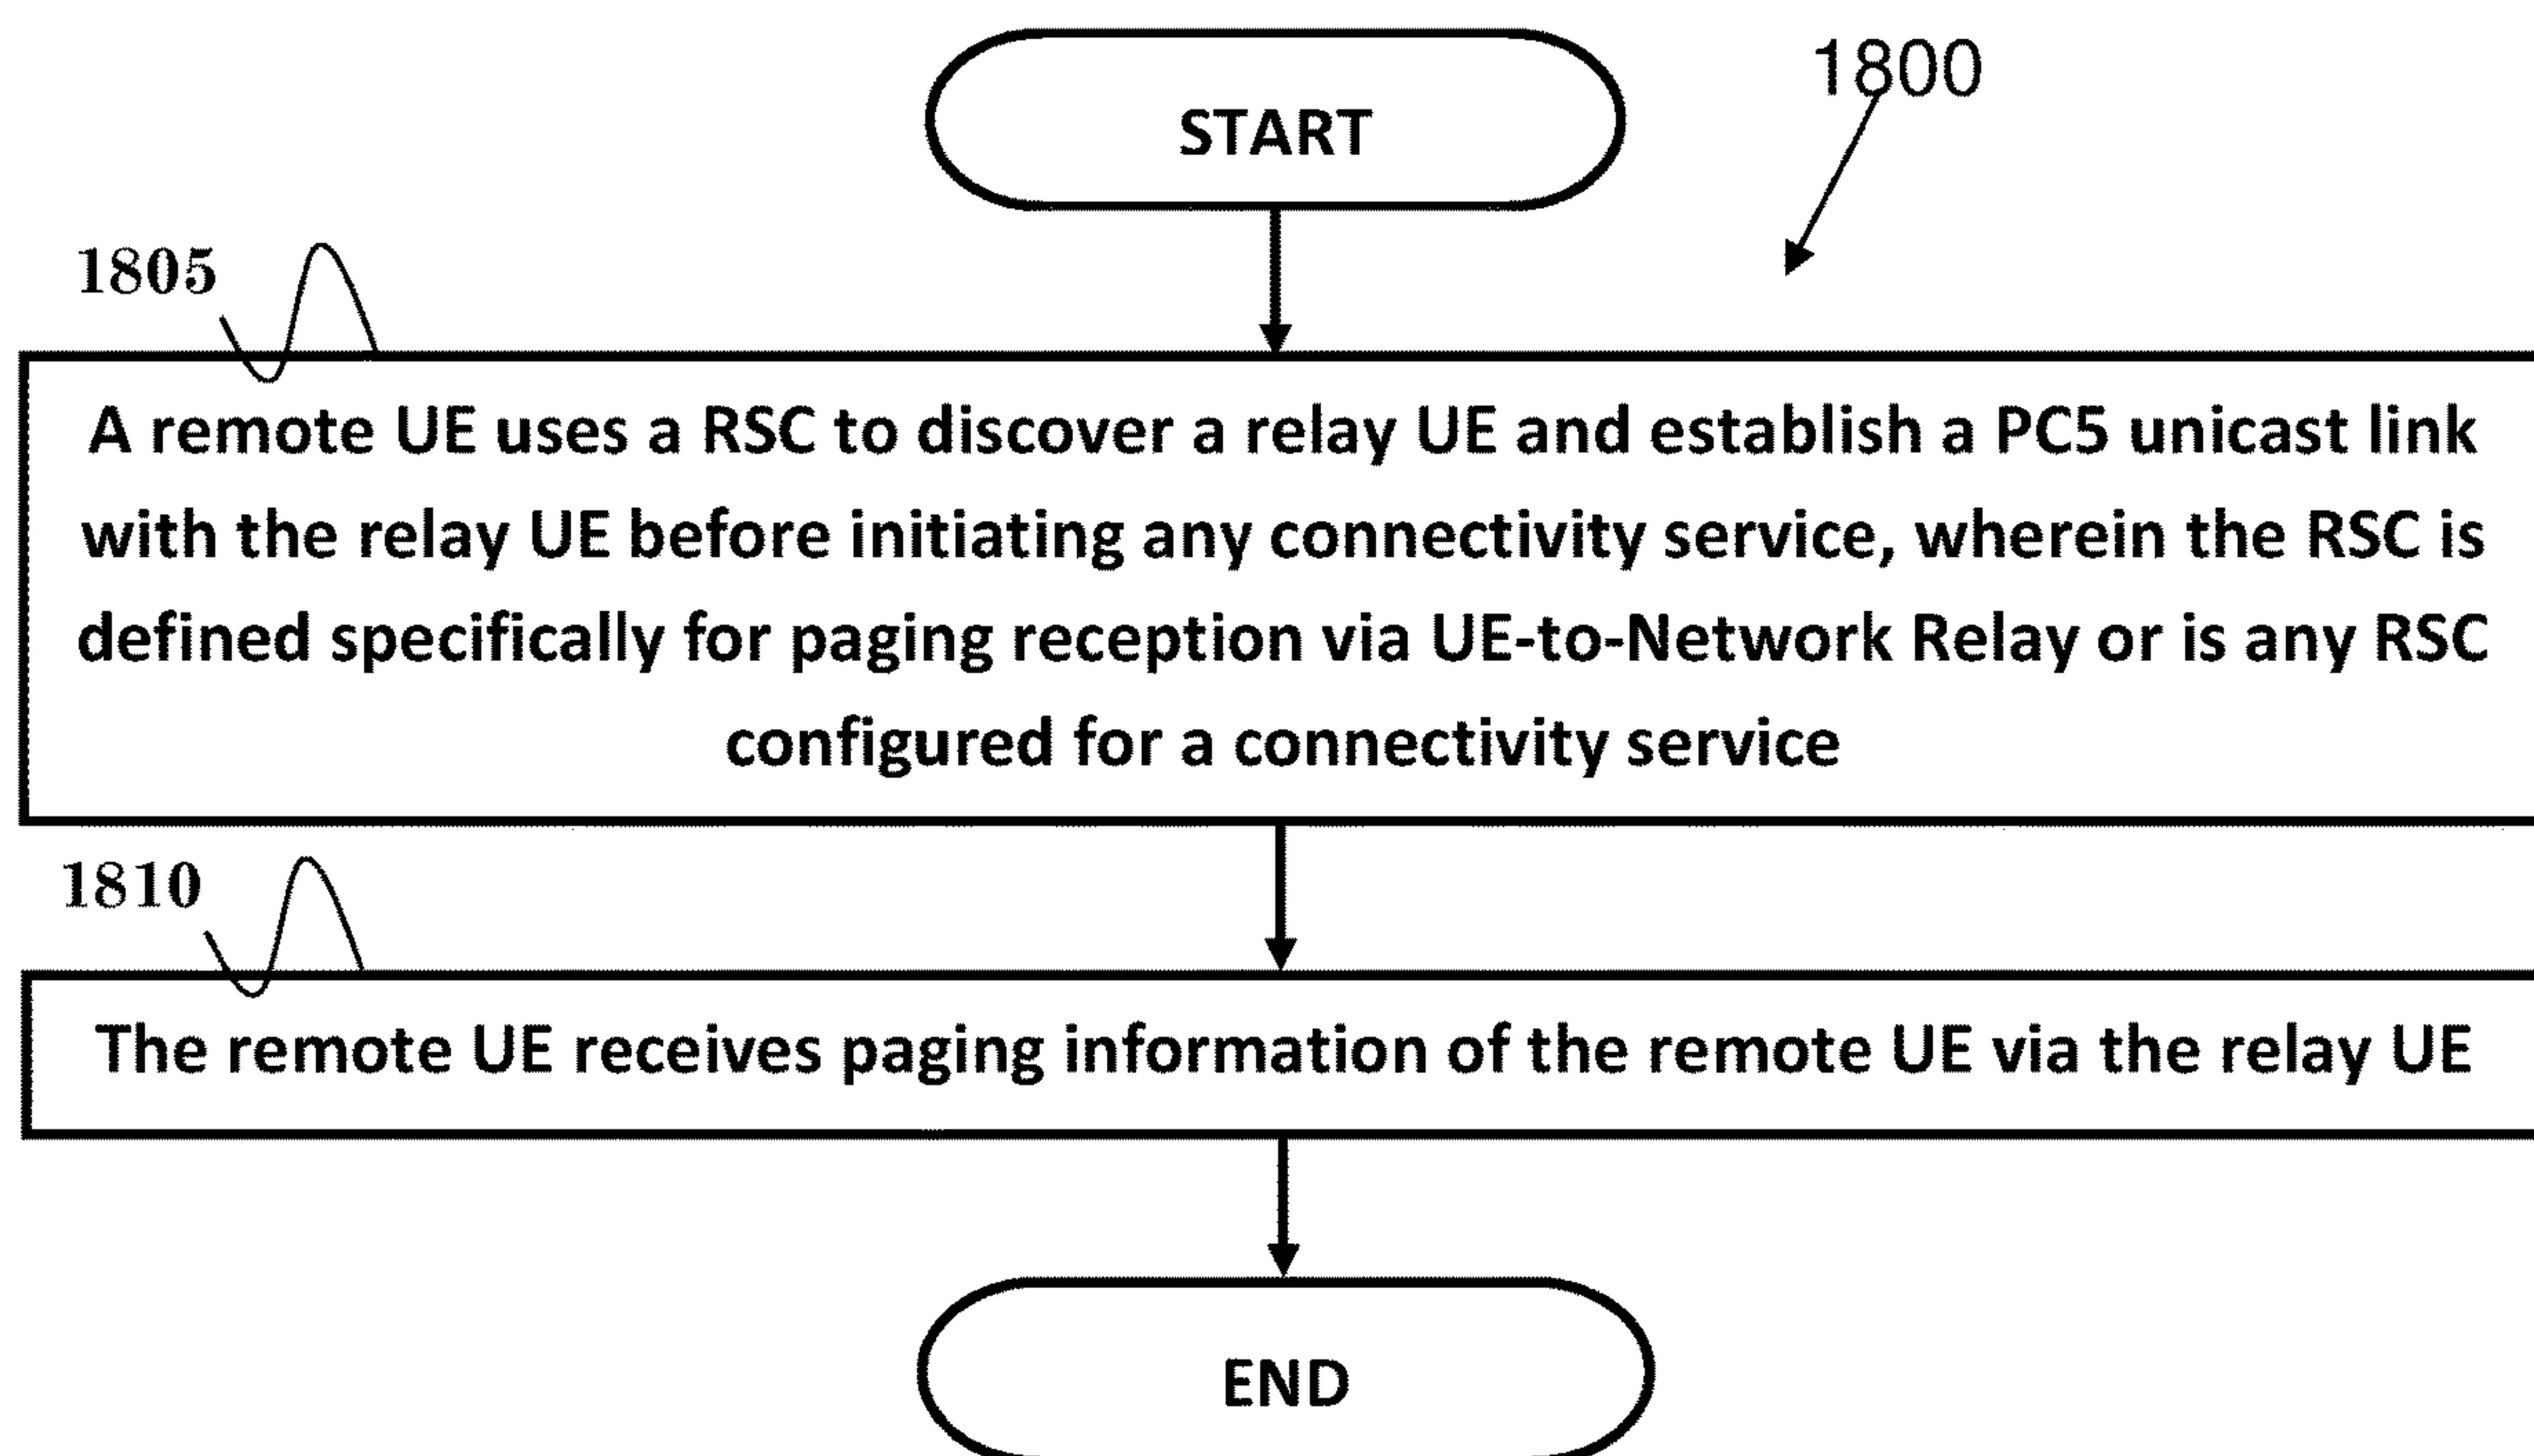 START
1800
1805
A remote UE uses a RSC to discover a relay UE and establish a PC5 unicast link
with the relay UE before initiating any connectivity service, wherein the RSC is
defined specifically for paging reception via UE-to-Network Relay or is any RSC
configured for a connectivity service
1810
The remote UE receives paging information of the remote UE via the relay UE
END